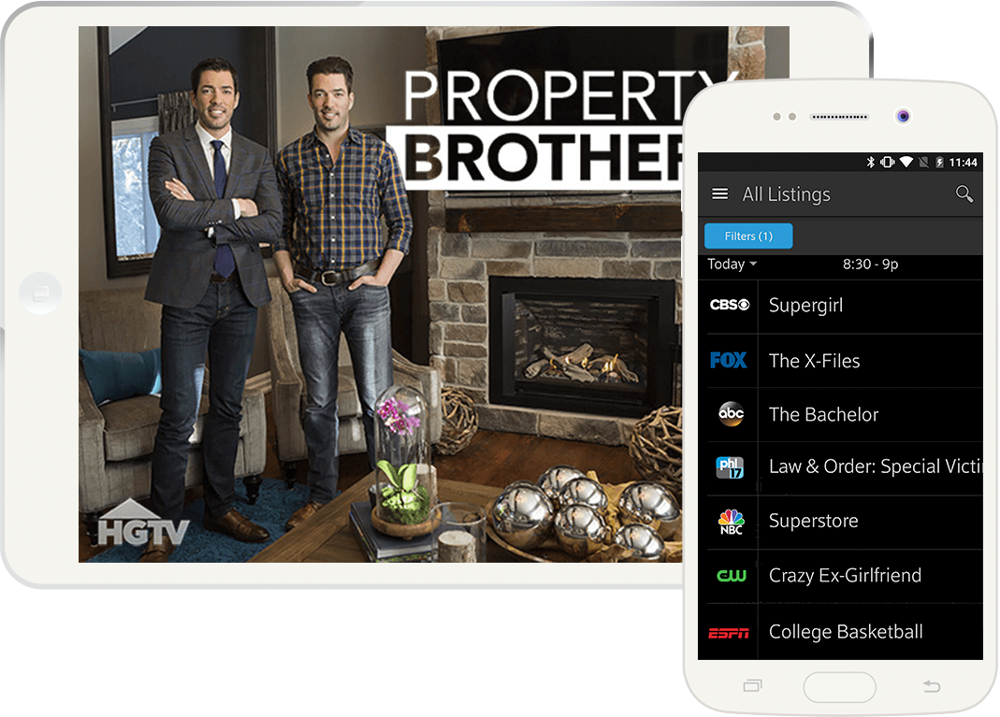 PROPERTY
BROTHER
HGTV
11:44
All Listings
Filters (1)
Today
8:30 - 9p
CBS
Supergirl
FOX
The X-Files
abc
The Bachelor
phl
17
Law & Order: Special Victi
NBC
Superstore
CW
Crazy Ex-Girlfriend
ESPN
College Basketball